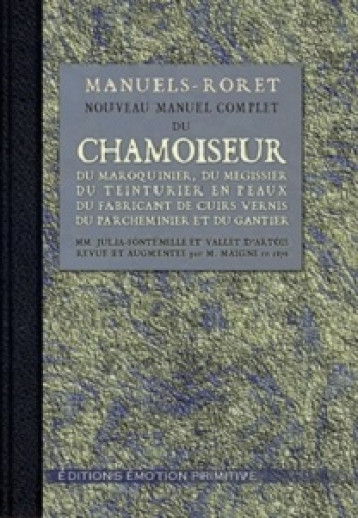 MANUELS-RORET
NOUVEAU MANUEL COMPLET
DU
CHAMOISEUR
DU MAROQUINIER, DU MÉGISSIER
DU TEINTURIER EN PEAUX
DU FABRICANT DE CUIRS VERNIS
DU PARCHEMINIER ET DU GANTIER
MM. JULIA-FONTENELLE ET VALLET D'ARTOIS
REVUE ET AUGMENTEE par M. MAIGNE en
ÉDITIONS ÉMOTION PRIMITIVE